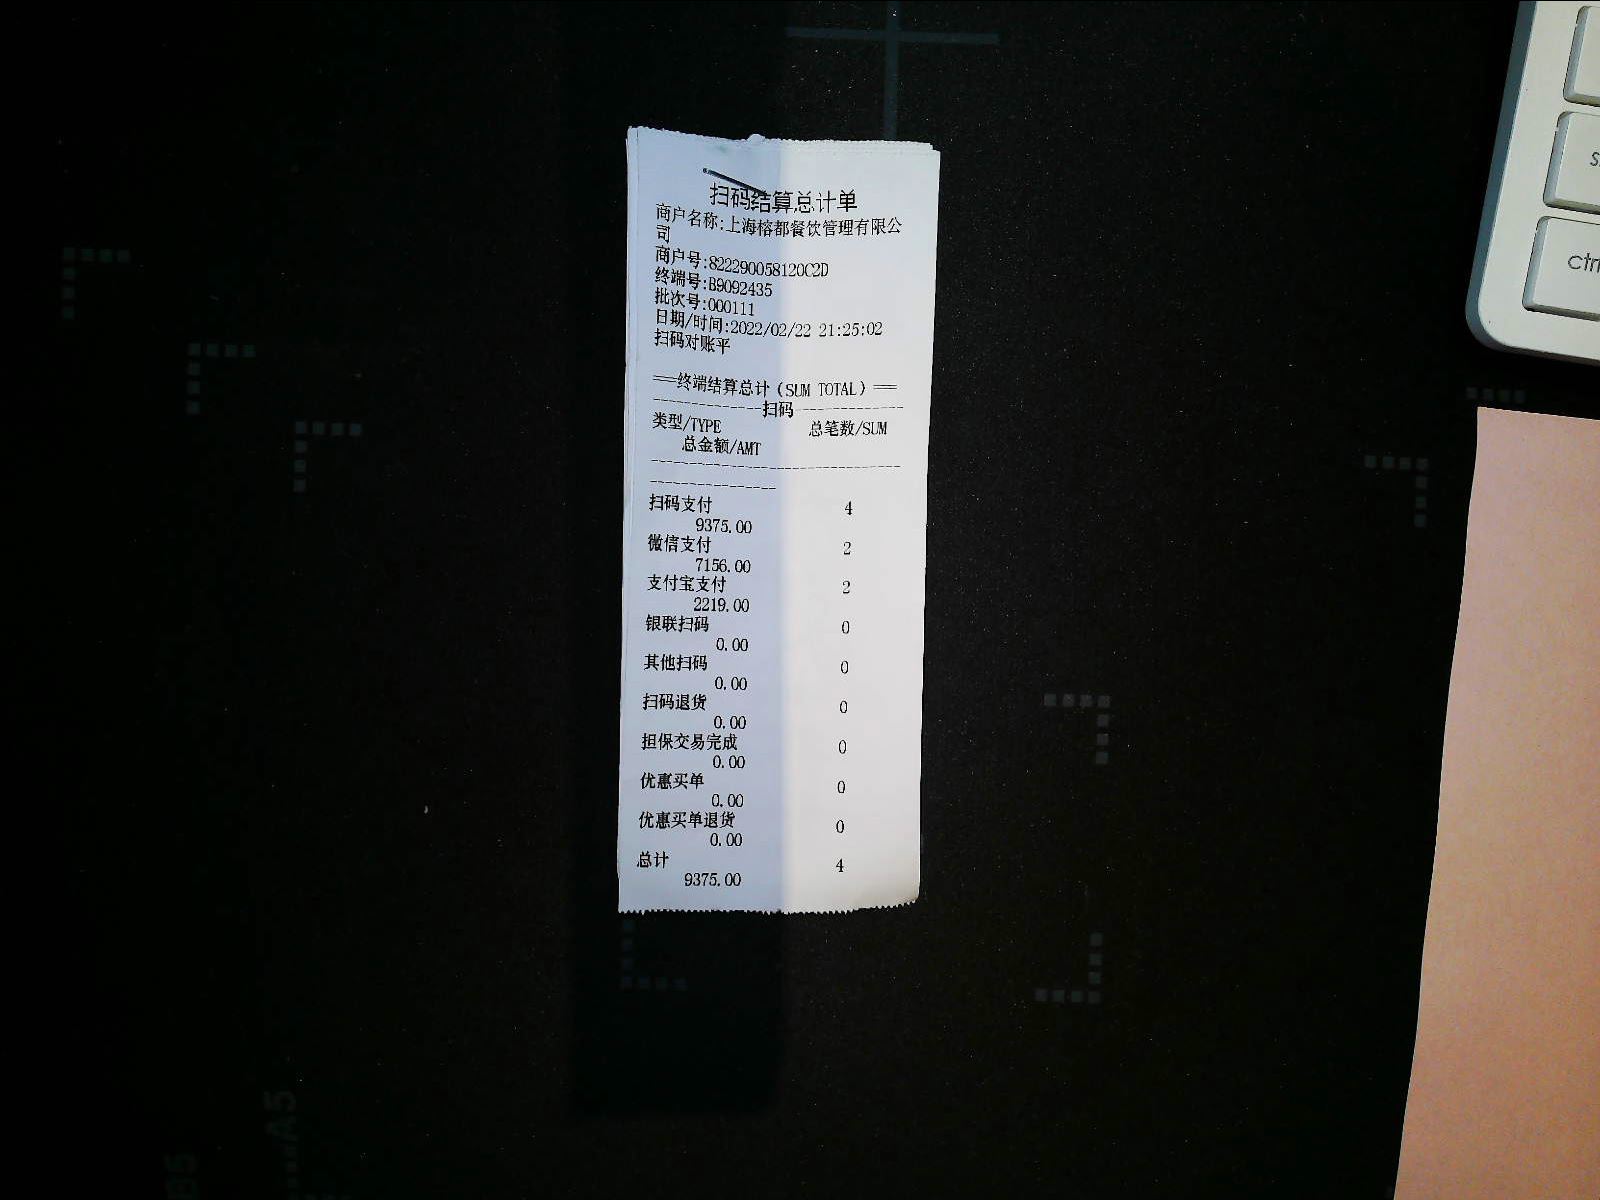 扫码结算总计单
商户名称:上海榕都餐饮管理有限公
司
商户号:822290058120C2D
终端号:B9092435
批次号:000111
日期/时间:2022/02/22 21:25:02
扫码对账平
==终端结算总计(SUM TOTAL)==
--------------扫码--------------
类型/TYPE 总笔数/SUM
总金额/AMT
扫码支付 4
9375.00
微信支付 2
7156.00
支付宝支付 2
2219.00
银联扫码 0
0.00
其他扫码 0
0.00
扫码退货 0
0.00
担保交易完成 0
0.00
优惠买单 0
0.00
优惠买单退货 0
0.00
总计 4
9375.00
ctrl
A5
B5